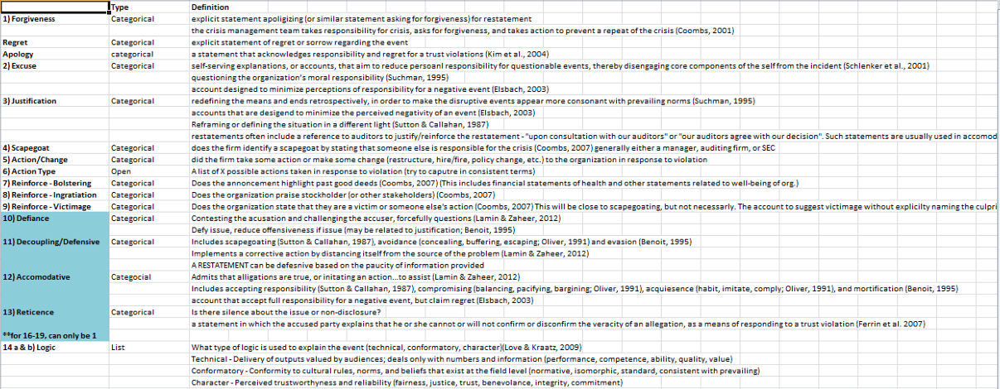 Type Definition
1) Forgiveness Categorical explicit statement apoligizing (or similar statement asking for forgiveness) for restatement
the crisis management team takes responsibility for crisis, asks for forgiveness, and takes action to prevent a repeat of the crisis (Coombs, 2001)
Regret Categorical explicit statement of regret or sorrow regarding the event
Apology categorical a statement that acknowledges responsibility and regret for a trust violations (Kim et al., 2004)
2) Excuse Categorical self-serving explanations, or accounts, that aim to reduce persoanl responsibility for questionable events, thereby disengaging core components of the self from the incident (Schlenker et al., 2001)
questioning the organization's moral responsibility (Suchman, 1995)
account designed to minimize perceptions of responsibility for a negative event (Elsbach, 2003)
3) Justification Categorical redefining the means and ends retrospectively, in order to make the disruptive events appear more consonant with prevailing norms (Suchman, 1995)
accounts that are desigend to minimize the perceived negativity of an event (Elsbach, 2003)
Reframing or defining the situation in a different light (Sutton & Callahan, 1987)
restatements often include a reference to auditors to justify/reinforce the restatement - "upon consultation with our auditors" or "our auditors agree with our decision". Such statements are usually used in accomod
4) Scapegoat Categorical does the firm identify a scapegoat by stating that someone else is responsible for the crisis (Coombs, 2007) generally either a manager, auditing firm, or SEC
5) Action/Change Categorical did the firm take some action or make some change (restructure, hire/fire, policy change, etc.) to the organization in response to violation
6) Action Type Open A list of X possible actions taken in response to violation (try to caputre in consistent terms)
7) Reinforce - Bolstering Categorical Does the annoncement highlight past good deeds (Coombs, 2007) (This includes financial statements of health and other statements related to well-being of org.)
8) Reinforce - Ingratiation Categorical Does the organization praise stockholder (or other stakeholders) (Coombs, 2007)
9) Reinforce - Victimage Categorical Does the organization state that they are a victim or someone else's action (Coombs, 2007) This will be close to scapegoating, but not necessarly. The account to suggest victimage without explicilty naming the culpri
10) Defiance Categorical Contesting the acusation and challenging the accuser, forcefully questions (Lamin & Zaheer, 2012)
Defy issue, reduce offensiveness if issue (may be related to justification; Benoit, 1995)
11) Decoupling/Defensive Categorical Includes scapegoating (Sutton & Callahan, 1987), avoidance (concealing, buffering, escaping; Oliver, 1991) and evasion (Benoit, 1995)
Implements a corrective action by distancing itself from the source of the problem (Lamin & Zaheer, 2012)
A RESTATEMENT can be defesnive based on the paucity of information provided
12) Accomodative Categocial Admits that alligations are true, or initating an action...to assist (Lamin & Zaheer, 2012)
Includes accepting responsibility (Sutton & Callahan, 1987), compromising (balancing, pacifying, bargining; Oliver, 1991), acquiesence (habit, imitate, comply; Oliver, 1991), and mortification (Benoit, 1995)
account that accept full responsibility for a negative event, but claim regret (Elsbach, 2003)
13) Reticence Categorical Is there silence about the issue or non-disclosure?
a statement in which the accused party explains that he or she cannot or will not confirm or disconfirm the veracity of an allegation, as a means of responding to a trust violation (Ferrin et al. 2007)
**for 16-19, can only be 1
14 a & b) Logic List What type of logic is used to explain the event (technical, conformatory, character)(Love & Kraatz, 2009)
Technical - Delivery of outputs valued by audiences; deals only with numbers and information (performance, competence, ability, quality, value)
Conformatory - Conformity to cultural rules, norms, and beliefs that exist at the field level (normative, isomorphic, standard, consistent with prevailing)
Character - Perceived trustworthyness and reliability (fairness, justice, trust, benevolance, integrity, commitment)